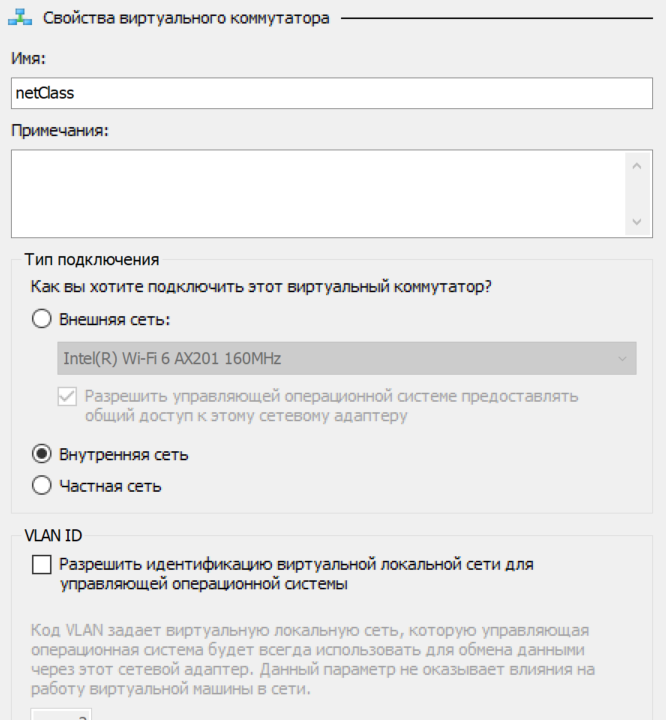 Свойства виртуального коммутатора
Имя:
netClass
Примечания:
Тип подключения
Как вы хотите подключить этот виртуальный коммутатор?
Внешняя сеть:
Intel(R) Wi-Fi 6 AX201 160MHz
Разрешить управляющей операционной системе предоставлять
общий доступ к этому сетевому адаптеру
Внутренняя сеть
Частная сеть
VLAN ID
Разрешить идентификацию виртуальной локальной сети для
управляющей операционной системы
Код VLAN задает виртуальную локальную сеть, которую управляющая
операционная система будет всегда использовать для обмена данными
через этот сетевой адаптер. Данный параметр не оказывает влияния на
работу виртуальной машины в сети.